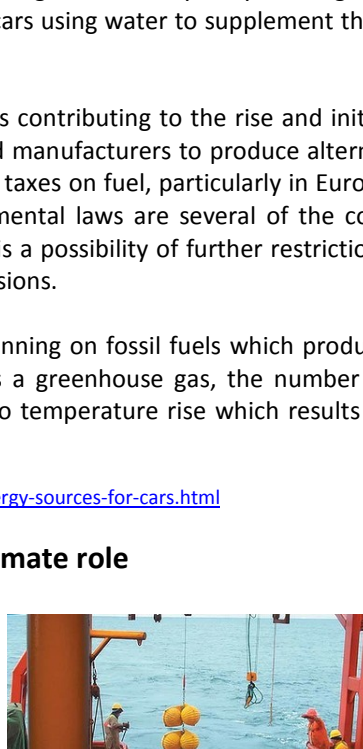 cars using water to supplement th
s contributing to the rise and init
d manufacturers to produce altern
taxes on fuel, particularly in Euro
mental laws are several of the co
is a possibility of further restrictio
sions.
nning on fossil fuels which produ
s a greenhouse gas, the number
o temperature rise which results
ergy-sources-for-cars.html
mate role